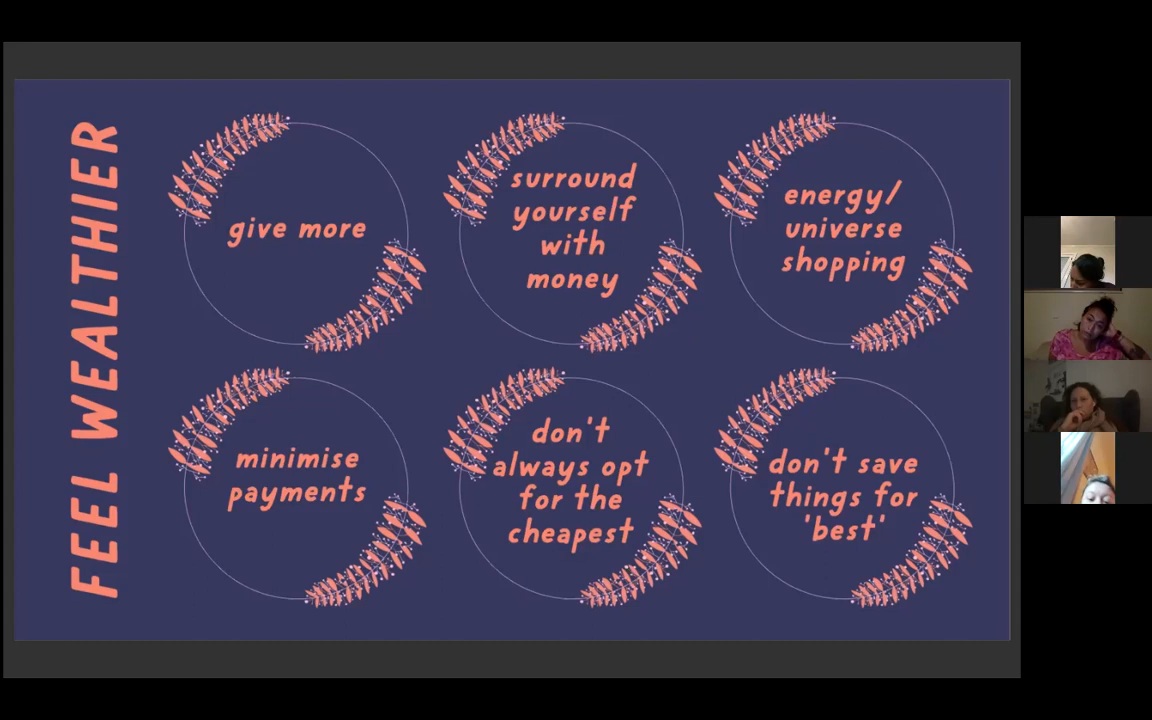 FEEL WEALTHIER
give more
surround
yourself
with
money
energy/
universe
shopping
minimise
payments
don't
always opt
for the
cheapest
don't save
things for
'best'